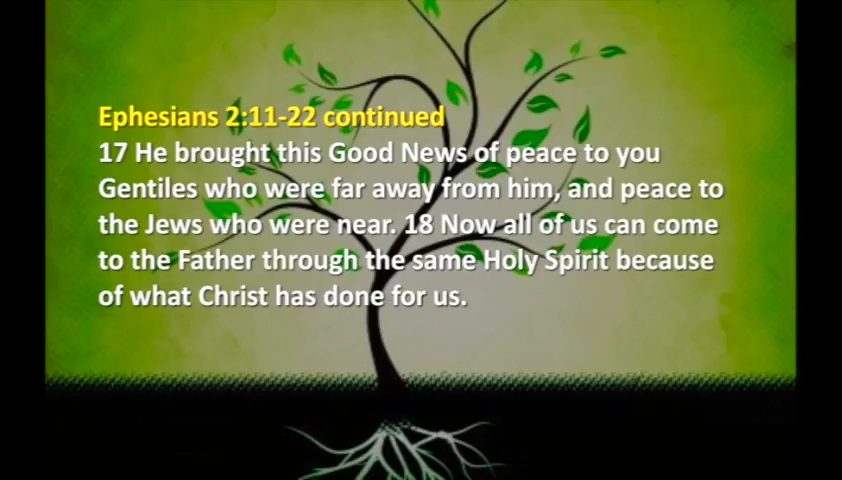 Ephesians 2:11-22 continued
17 He brought this Good News of peace to you
Gentiles who were far away from him, and peace to
the Jews who were near. 18 Now all of us can come
to the Father through the same Holy Spirit because
of what Christ has done for us.